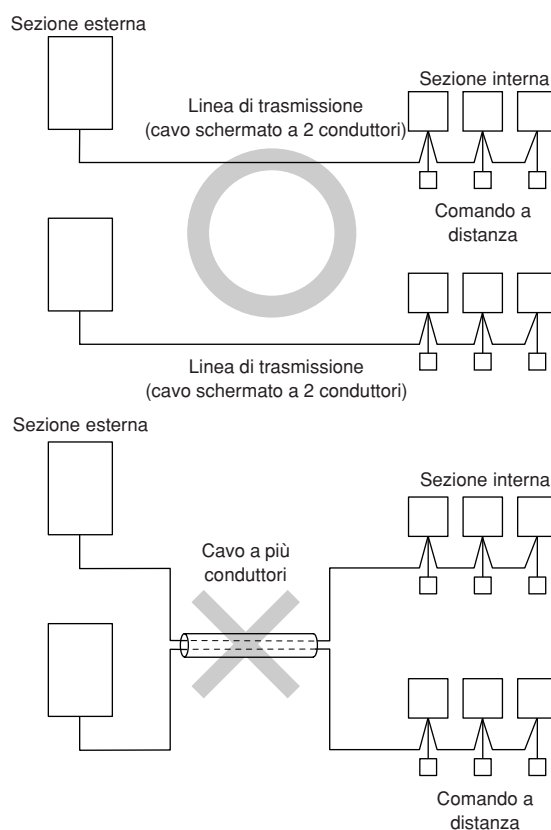 Sezione esterna
Sezione interna
Linea di trasmissione
(cavo schermato a 2 conduttori)
Comando a
distanza
Linea di trasmissione
(cavo schermato a 2 conduttori)
Sezione esterna
Sezione interna
Cavo a più
conduttori
Comando a
distanza